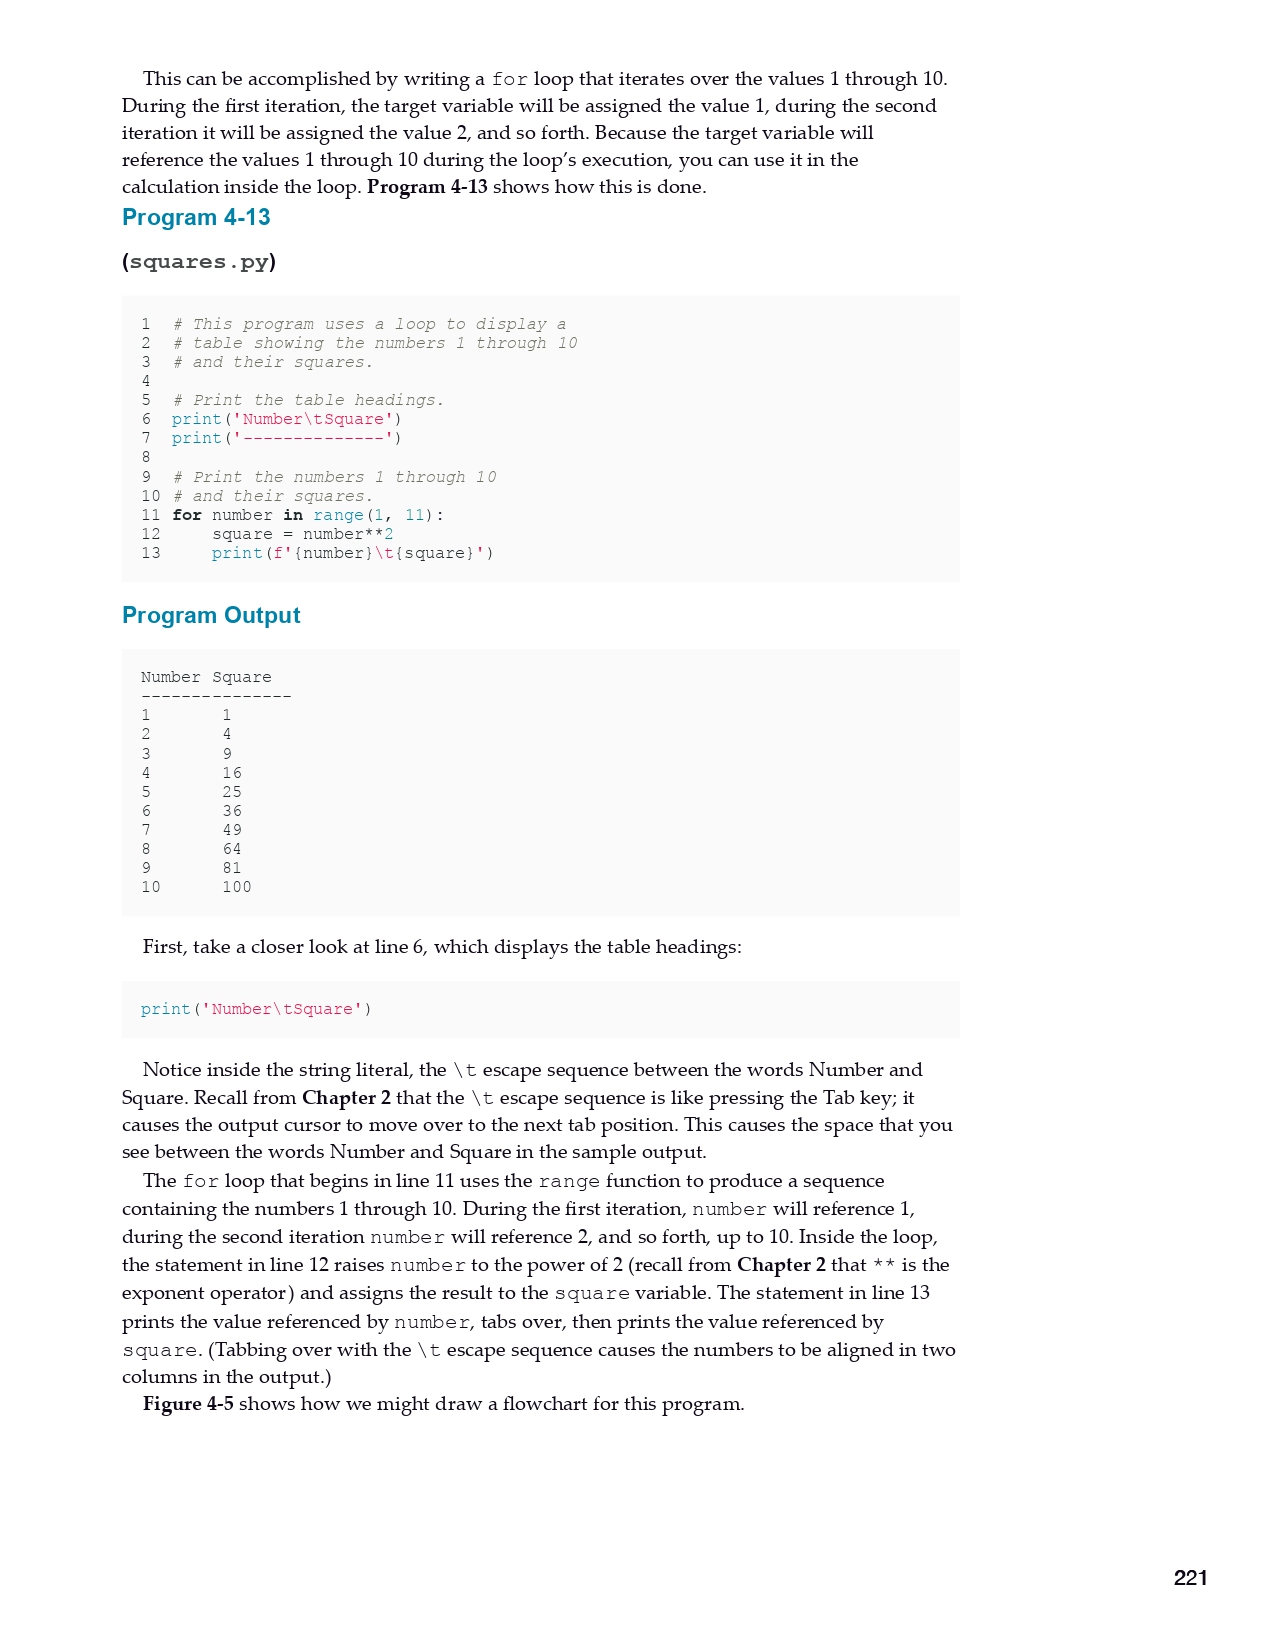 This can be accomplished by writing a for loop that iterates over the values 1 through 10.
During the first iteration, the target variable will be assigned the value 1, during the second
iteration it will be assigned the value 2, and so forth. Because the target variable will
reference the values 1 through 10 during the loop’s execution, you can use it in the
calculation inside the loop. Program 4-13 shows how this is done.
Program 4-13
(squares.py)
1 # This program uses a loop to display a
2 # table showing the numbers 1 through 10
3 # and their squares.
4
5 # Print the table headings.
6 print('Number\tSquare')
7 print('--------------')
8
9 # Print the numbers 1 through 10
10 # and their squares.
11 for number in range(1, 11):
12     square = number**2
13     print(f'{number}\t{square}')
Program Output
Number Square
---------------
1 1
2 4
3 9
4 16
5 25
6 36
7 49
8 64
9 81
10 100
First, take a closer look at line 6, which displays the table headings:
print('Number\tSquare')
Notice inside the string literal, the \t escape sequence between the words Number and
Square. Recall from Chapter 2 that the \t escape sequence is like pressing the Tab key; it
causes the output cursor to move over to the next tab position. This causes the space that you
see between the words Number and Square in the sample output.
The for loop that begins in line 11 uses the range function to produce a sequence
containing the numbers 1 through 10. During the first iteration, number will reference 1,
during the second iteration number will reference 2, and so forth, up to 10. Inside the loop,
the statement in line 12 raises number to the power of 2 (recall from Chapter 2 that ** is the
exponent operator) and assigns the result to the square variable. The statement in line 13
prints the value referenced by number, tabs over, then prints the value referenced by
square. (Tabbing over with the \t escape sequence causes the numbers to be aligned in two
columns in the output.)
Figure 4-5 shows how we might draw a flowchart for this program.
221